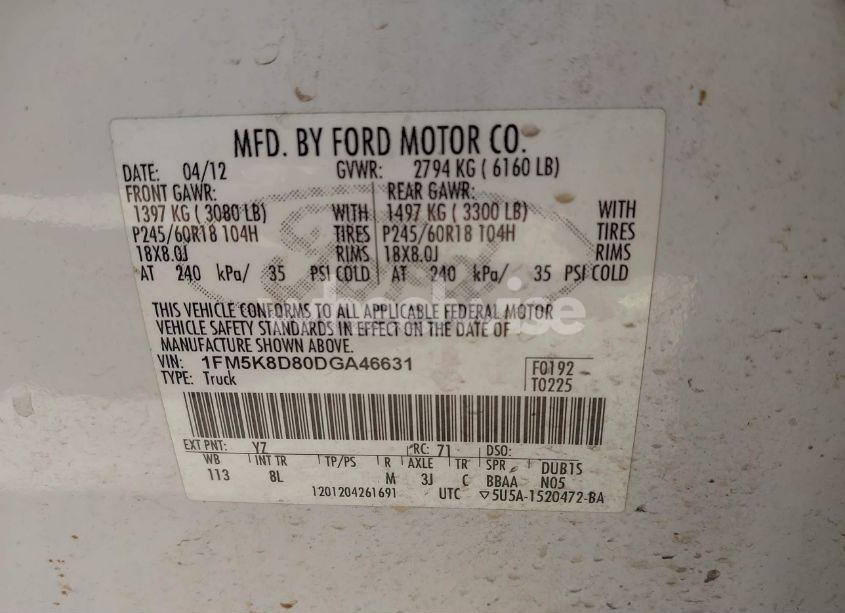 MFD. BY FORD MOTOR CO.
DATE: 04/12 GVWR: 2794 KG ( 6160 LB)
FRONT GAWR: REAR GAWR:
1397 KG ( 3080 LB) WITH 1497 KG ( 3300 LB) WITH
P245/60R18 104H TIRES P245/60R18 104H TIRES
18X8.0J RIMS 18X8.0J RIMS
AT 240 kPa/ 35 PSI COLD AT 240 kPa/ 35 PSI COLD
THIS VEHICLE CONFORMS TO ALL APPLICABLE FEDERAL MOTOR
VEHICLE SAFETY STANDARDS IN EFFECT ON THE DATE OF
MANUFACTURE SHOWN ABOVE.
VIN: 1FM5K8D80DGA46631 F0192
TYPE: Truck T0225
EXT PNT: YZ RC: 71 DSO:
WB INT TR TP/PS R AXLE TR SPR DUB1S
113 8L M 3J C BBAA N05
1201204261691 UTC ▽5U5A-1520472-BA